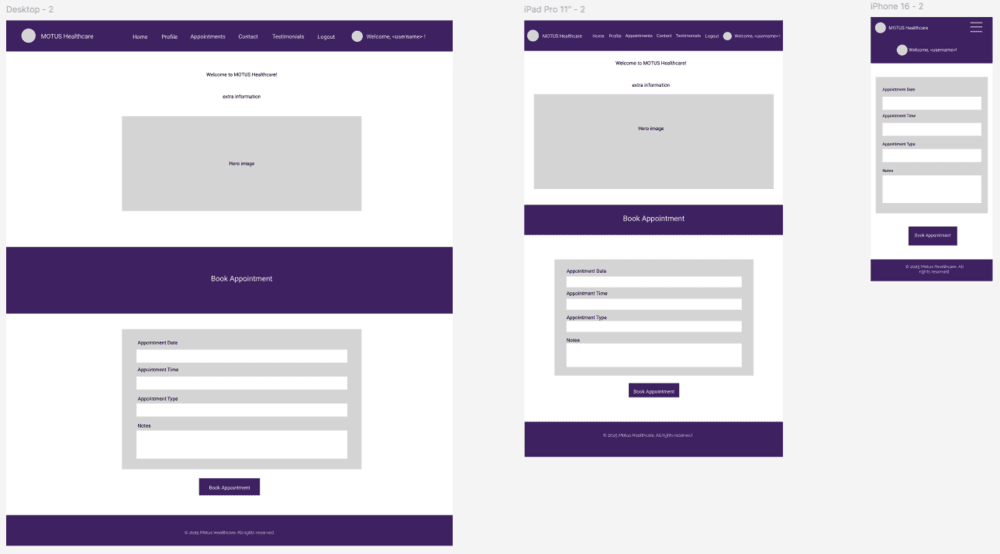 Desktop - 2
MOTUS Healthcare
Home
Profile
Appointments
Contact
Testimonials
Logout
Welcome, <username> !
Welcome to MOTUS Healthcare!
extra information
Hero image
Book Appointment
Appointment Date
Appointment Time
Appointment Type
Notes
Book Appointment
© 2025 Motus Healthcare. All rights reserved.
iPad Pro 11" - 2
MOTUS Healthcare
Home
Profile
Appointments
Contact
Testimonials
Logout
Welcome, <username> !
Welcome to MOTUS Healthcare!
extra information
Hero image
Book Appointment
Appointment Date
Appointment Time
Appointment Type
Notes
Book Appointment
© 2025 Motus Healthcare. All rights reserved.
iPhone 16 - 2
MOTUS Healthcare
Welcome, <username>!
Appointment Date
Appointment Time
Appointment Type
Notes
Book Appointment
© 2025 Motus Healthcare. All
rights reserved.